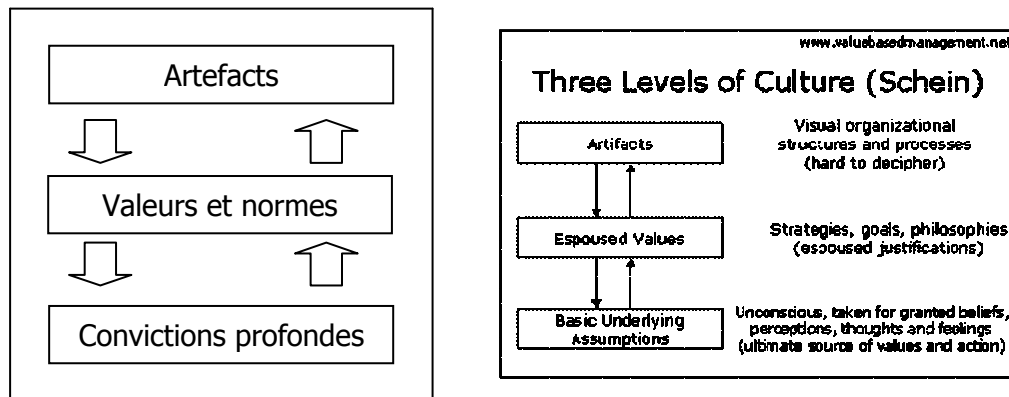 Artefacts
Valeurs et normes
Convictions profondes
www.valuebasedmanagement.net
Three Levels of Culture (Schein)
Artifacts
Visual organizational
structures and processes
(hard to decipher)
Espoused Values
Strategies, goals, philosophies
(espoused justifications)
Basic Underlying
Assumptions
Unconscious, taken for granted beliefs,
perceptions, thoughts and feelings
(ultimate source of values and action)